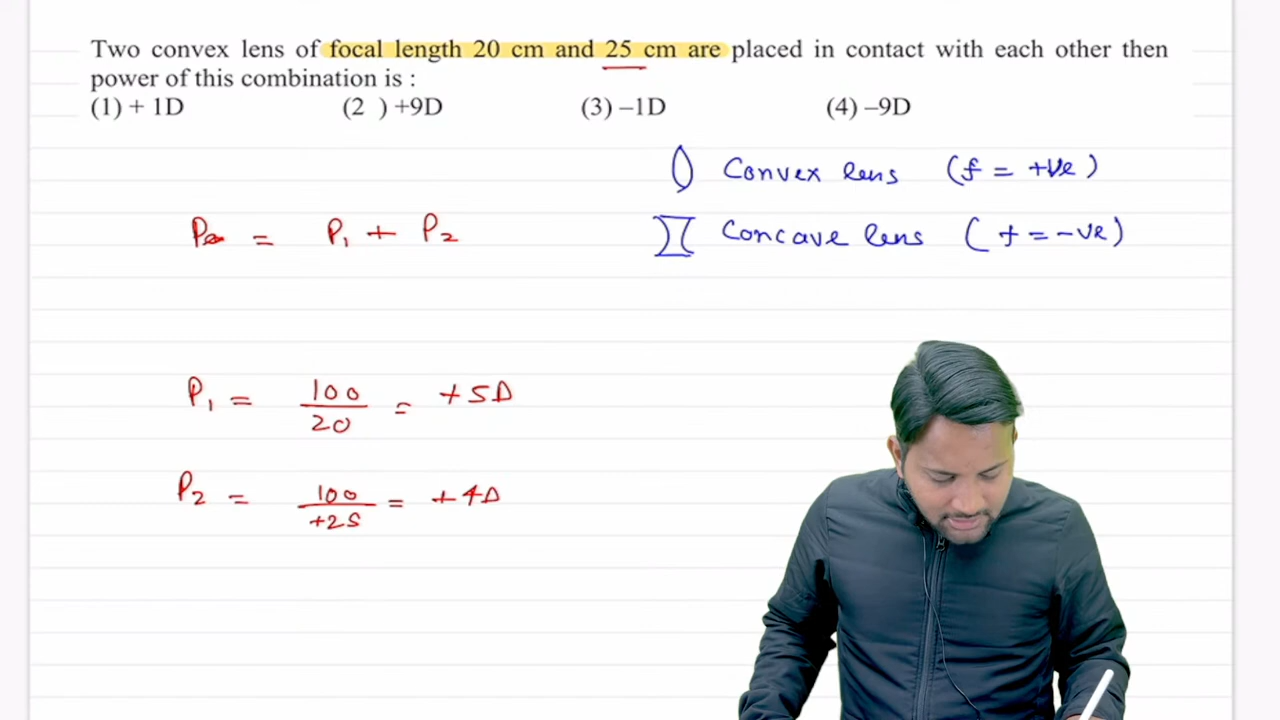 Two convex lens of focal length 20 cm and 25 cm are placed in contact with each other then
power of this combination is :
(1) + 1D (2 ) +9D (3) –1D (4) –9D
Convex lens (f = +ve)
P = P1 + P2
Concave lens (f = -ve)
P1 = 100/20 = +5D
P2 = 100/+25 = +4D